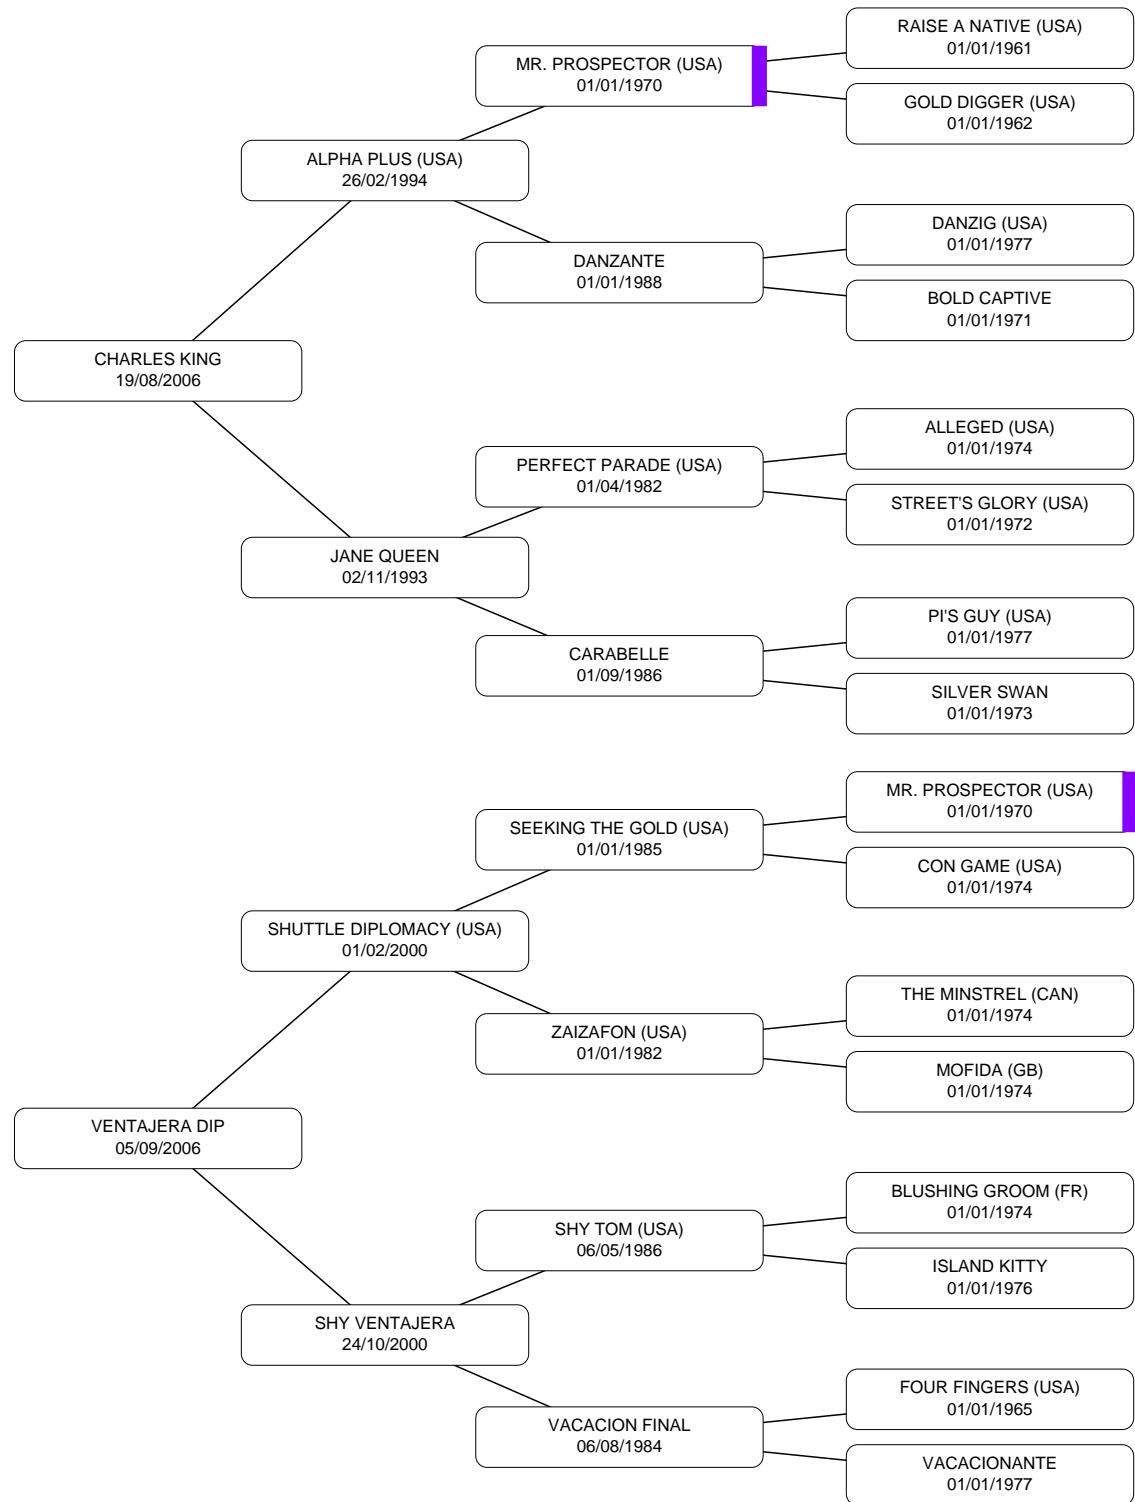 RAISE A NATIVE (USA)
01/01/1961
MR. PROSPECTOR (USA)
01/01/1970
GOLD DIGGER (USA)
01/01/1962
ALPHA PLUS (USA)
26/02/1994
DANZIG (USA)
01/01/1977
DANZANTE
01/01/1988
BOLD CAPTIVE
01/01/1971
CHARLES KING
19/08/2006
ALLEGED (USA)
01/01/1974
PERFECT PARADE (USA)
01/04/1982
STREET'S GLORY (USA)
01/01/1972
JANE QUEEN
02/11/1993
PI'S GUY (USA)
01/01/1977
CARABELLE
01/09/1986
SILVER SWAN
01/01/1973
MR. PROSPECTOR (USA)
01/01/1970
SEEKING THE GOLD (USA)
01/01/1985
CON GAME (USA)
01/01/1974
SHUTTLE DIPLOMACY (USA)
01/02/2000
THE MINSTREL (CAN)
01/01/1974
ZAIZAFON (USA)
01/01/1982
MOFIDA (GB)
01/01/1974
VENTAJERA DIP
05/09/2006
BLUSHING GROOM (FR)
01/01/1974
SHY TOM (USA)
06/05/1986
ISLAND KITTY
01/01/1976
SHY VENTAJERA
24/10/2000
FOUR FINGERS (USA)
01/01/1965
VACACION FINAL
06/08/1984
VACACIONANTE
01/01/1977